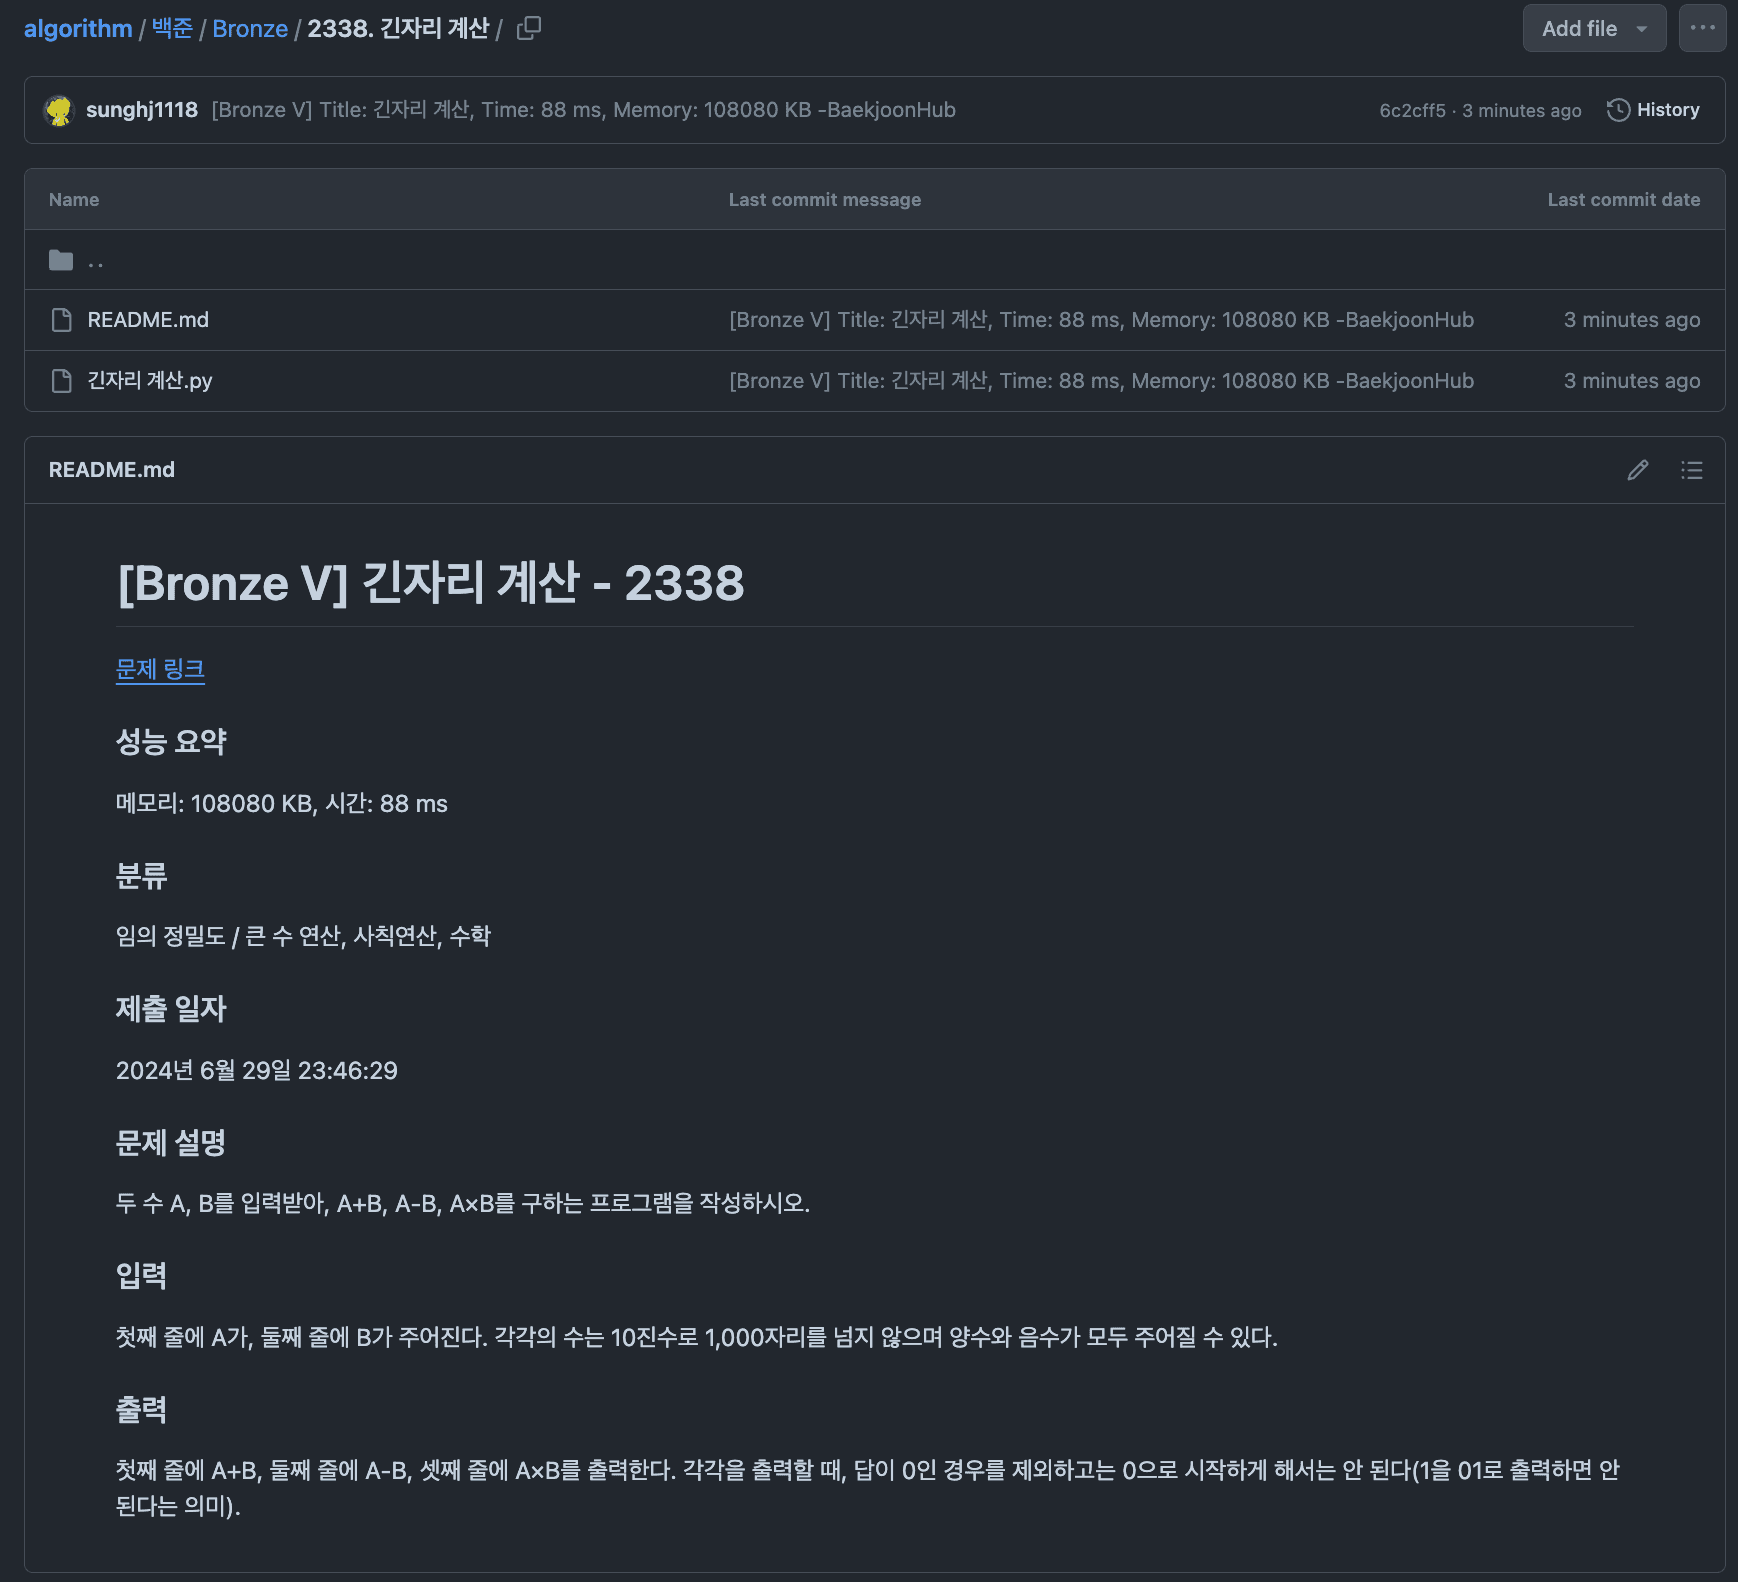 algorithm / 백준 / Bronze / 2338. 긴자리 계산 /
Add file
sunghj1118 [Bronze V] Title: 긴자리 계산, Time: 88 ms, Memory: 108080 KB -BaekjoonHub
6c2cff5 · 3 minutes ago
History
Name Last commit message Last commit date
..
README.md [Bronze V] Title: 긴자리 계산, Time: 88 ms, Memory: 108080 KB -BaekjoonHub 3 minutes ago
긴자리 계산.py [Bronze V] Title: 긴자리 계산, Time: 88 ms, Memory: 108080 KB -BaekjoonHub 3 minutes ago
README.md
[Bronze V] 긴자리 계산 - 2338
문제 링크
성능 요약
메모리: 108080 KB, 시간: 88 ms
분류
임의 정밀도 / 큰 수 연산, 사칙연산, 수학
제출 일자
2024년 6월 29일 23:46:29
문제 설명
두 수 A, B를 입력받아, A+B, A-B, A×B를 구하는 프로그램을 작성하시오.
입력
첫째 줄에 A가, 둘째 줄에 B가 주어진다. 각각의 수는 10진수로 1,000자리를 넘지 않으며 양수와 음수가 모두 주어질 수 있다.
출력
첫째 줄에 A+B, 둘째 줄에 A-B, 셋째 줄에 A×B를 출력한다. 각각을 출력할 때, 답이 0인 경우를 제외하고는 0으로 시작하게 해서는 안 된다(1을 01로 출력하면 안
된다는 의미).